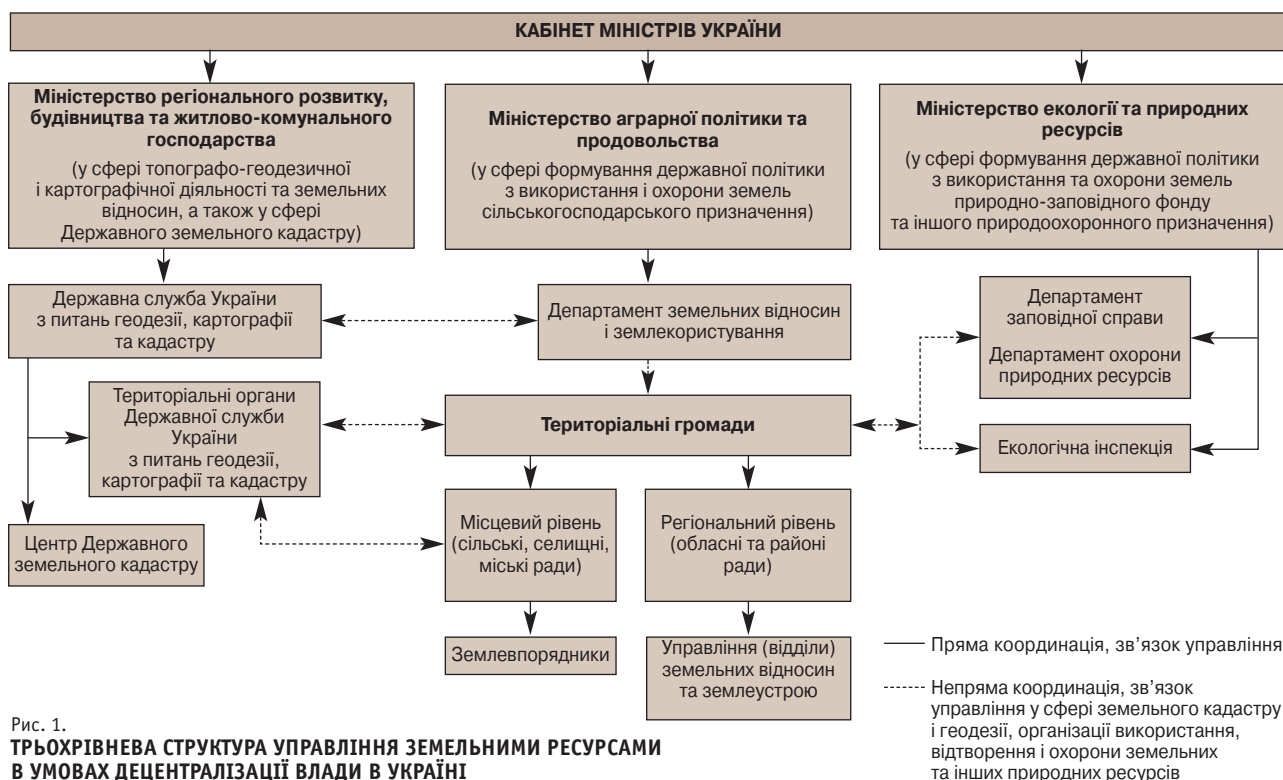 КАБІНЕТ МІНІСТРІВ УКРАЇНИ
Міністерство регіонального розвитку,
будівництва та житлово-комунального
господарства
(у сфері топографо-геодезичної
і картографічної діяльності та земельних
відносин, а також у сфері
Державного земельного кадастру)
Міністерство аграрної політики та
продовольства
(у сфері формування державної політики
з використання і охорони земель
сільськогосподарського призначення)
Міністерство екології та природних
ресурсів
(у сфері формування державної політики
з використання та охорони земель
природно-заповідного фонду
та іншого природоохоронного призначення)
Державна служба України
з питань геодезії, картографії
та кадастру
Департамент земельних відносин
і землекористування
Департамент
заповідної справи
Департамент охорони
природних ресурсів
Територіальні органи
Державної служби
України
з питань геодезії,
картографії та кадастру
Територіальні громади
Екологічна інспекція
Центр Державного
земельного кадастру
Місцевий рівень
(сільські, селищні,
міські ради)
Регіональний рівень
(обласні та районі
ради)
Землевпорядники
Управління (відділи)
земельних відносин
та землеустрою
Пряма координація, зв’язок управління
Непряма координація, зв’язок
управління у сфері земельного кадастру
і геодезії, організації використання,
відтворення і охорони земельних
та інших природних ресурсів
Рис. 1.
ТРЬОХРІВНЕВА СТРУКТУРА УПРАВЛІННЯ ЗЕМЕЛЬНИМИ РЕСУРСАМИ
В УМОВАХ ДЕЦЕНТРАЛІЗАЦІЇ ВЛАДИ В УКРАЇНІ